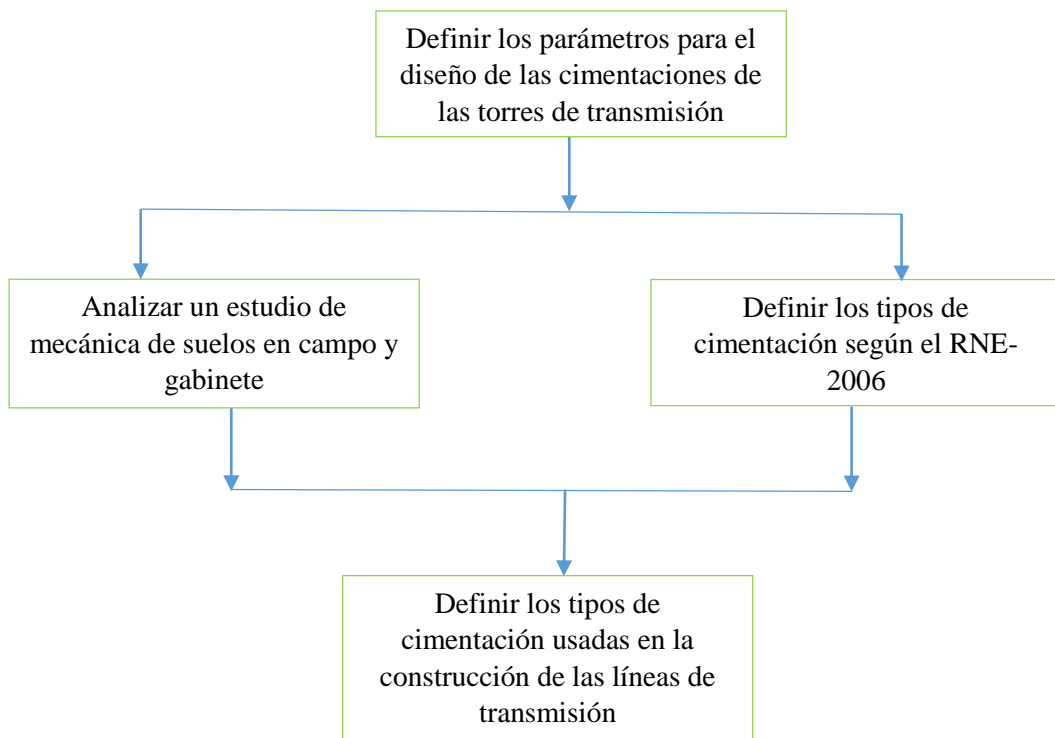 Definir los parámetros para el
diseño de las cimentaciones de
las torres de transmisión
Analizar un estudio de
mecánica de suelos en campo y
gabinete
Definir los tipos de
cimentación según el RNE-
2006
Definir los tipos de
cimentación usadas en la
construcción de las líneas de
transmisión